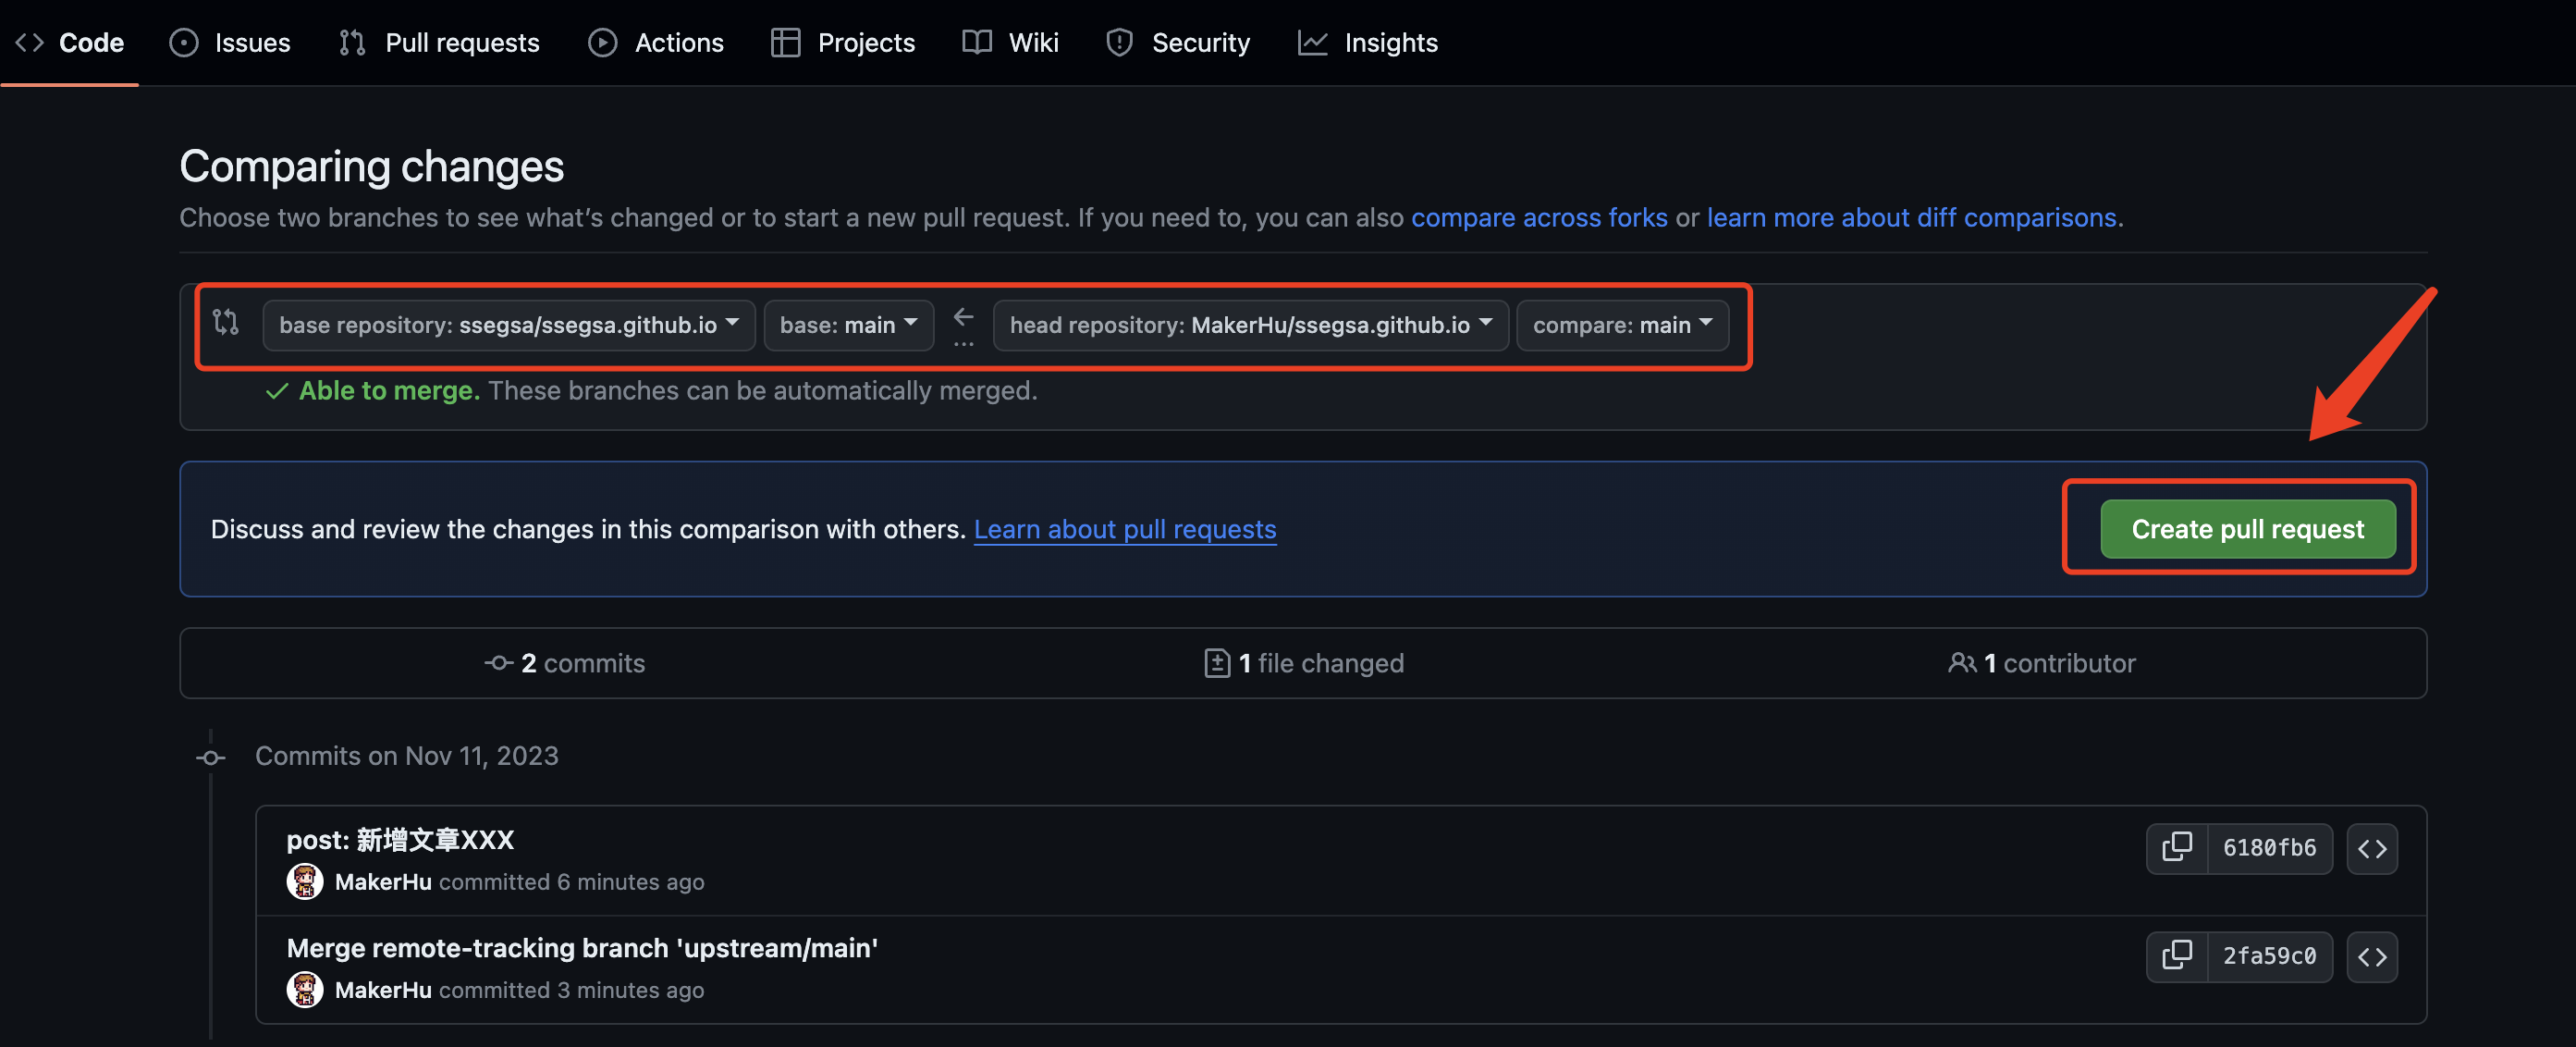 Code Issues Pull requests Actions Projects Wiki Security Insights
Comparing changes
Choose two branches to see what’s changed or to start a new pull request. If you need to, you can also compare across forks or learn more about diff comparisons.
base repository: ssegsa/ssegsa.github.io base: main ... head repository: MakerHu/ssegsa.github.io compare: main
Able to merge. These branches can be automatically merged.
Discuss and review the changes in this comparison with others. Learn about pull requests Create pull request
2 commits 1 file changed 1 contributor
Commits on Nov 11, 2023
post: 新增文章XXX 6180fb6
MakerHu committed 6 minutes ago
Merge remote-tracking branch 'upstream/main' 2fa59c0
MakerHu committed 3 minutes ago